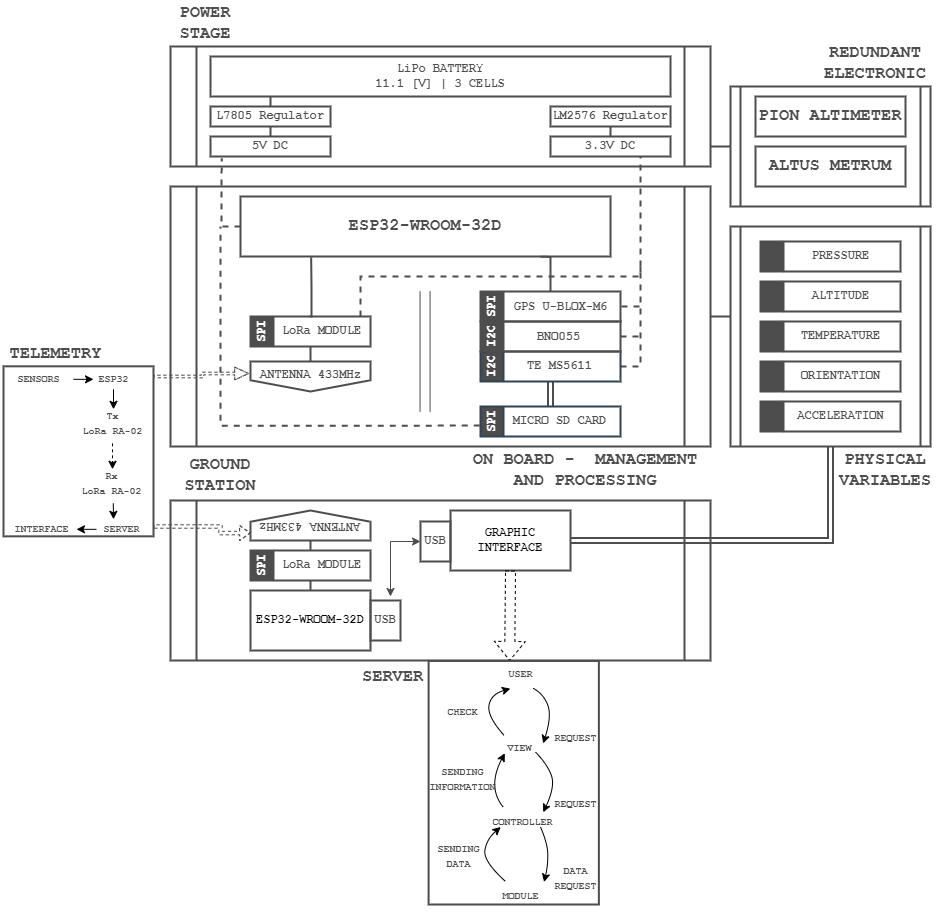 POWER
STAGE
LiPo BATTERY
11.1 [V] | 3 CELLS
L7805 Regulator
LM2576 Regulator
5V DC
3.3V DC
REDUNDANT
ELECTRONIC
PION ALTIMETER
ALTUS METRUM
ESP32-WROOM-32D
SPI
LoRa MODULE
ANTENNA 433MHz
SPI
GPS U-BLOX-M6
I2C
BNO055
I2C
TE MS5611
SPI
MICRO SD CARD
ON BOARD - MANAGEMENT
AND PROCESSING
PRESSURE
ALTITUDE
TEMPERATURE
ORIENTATION
ACCELERATION
PHYSICAL
VARIABLES
TELEMETRY
SENSORS
ESP32
Tx
LoRa RA-02
Rx
LoRa RA-02
INTERFACE
SERVER
GROUND
STATION
ANTENNA 433MHz
SPI
LoRa MODULE
ESP32-WROOM-32D
USB
USB
GRAPHIC
INTERFACE
SERVER
USER
CHECK
REQUEST
VIEW
SENDING
INFORMATION
REQUEST
CONTROLLER
SENDING
DATA
DATA
REQUEST
MODULE